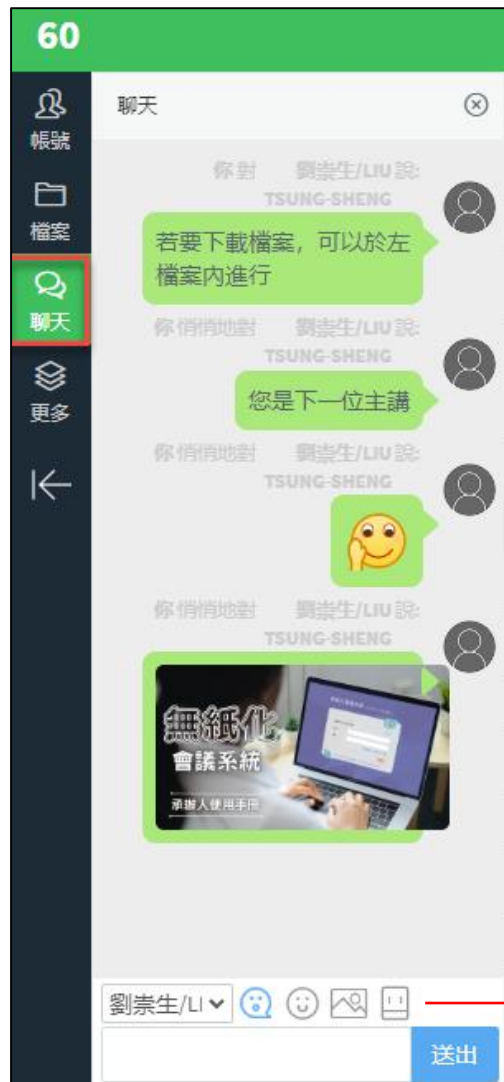 60
帳號
檔案
聊天
更多
聊天
你 對 劉崇生/LIU 說:
TSUNG-SHENG
若要下載檔案，可以於左
檔案內進行
你 悄悄地對 劉崇生/LIU 說:
TSUNG-SHENG
您是下一位主講
你 悄悄地對 劉崇生/LIU 說:
TSUNG-SHENG
你 悄悄地對 劉崇生/LIU 說:
TSUNG-SHENG
無紙化
會議系統
承辦人使用手冊
劉崇生/LI
送出